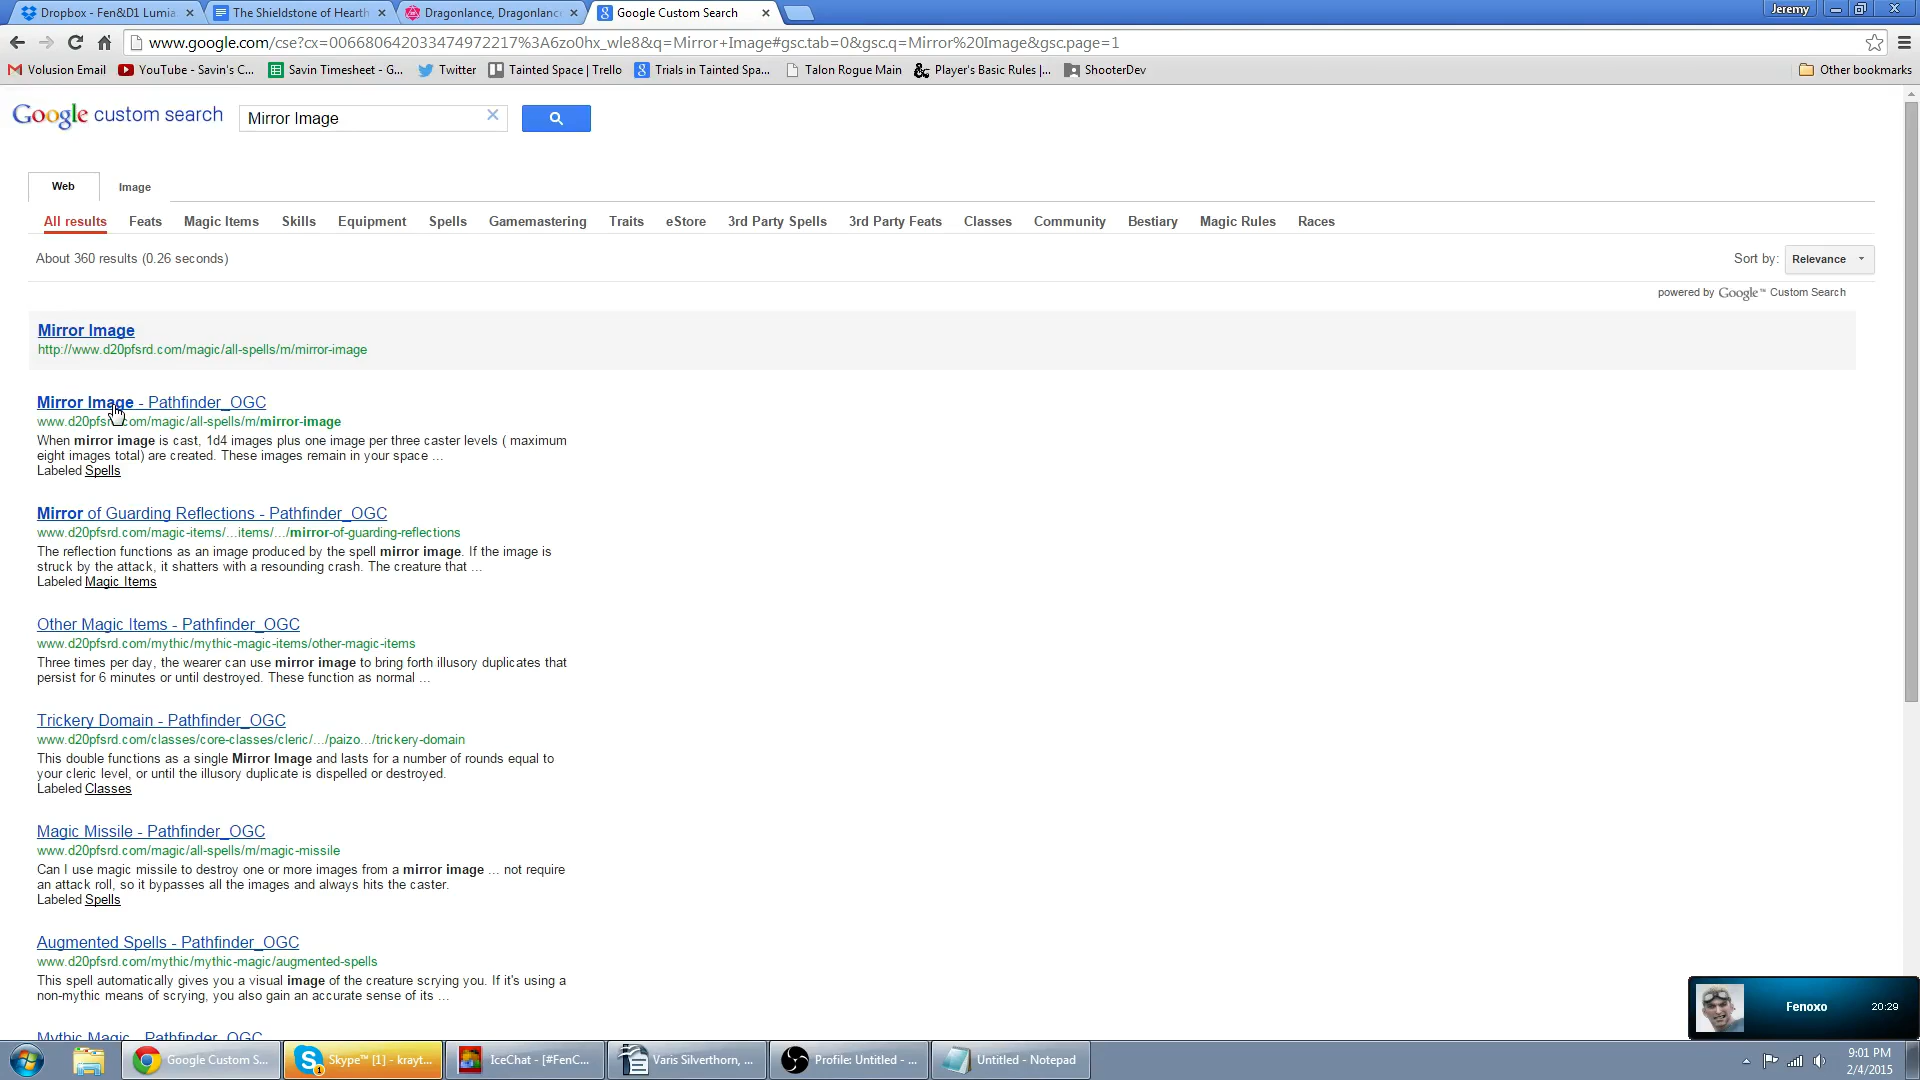 Dropbox - Fen&D1 Lumia
The Shieldstone of Hearth
Dragonlance, Dragonlanc
Google Custom Search
Jeremy
www.google.com/cse?cx=006680642033474972217%3A6zo0hx_wle8&q=Mirror+Image#gsc.tab=0&gsc.q=Mirror%20Image&gsc.page=1
Volusion Email
YouTube - Savin's C...
Savin Timesheet - G...
Twitter
Tainted Space | Trello
Trials in Tainted Spa...
Talon Rogue Main
Player's Basic Rules |...
ShooterDev
Other bookmarks
Google custom search
Mirror Image
Web
Image
All results
Feats
Magic Items
Skills
Equipment
Spells
Gamemastering
Traits
eStore
3rd Party Spells
3rd Party Feats
Classes
Community
Bestiary
Magic Rules
Races
About 360 results (0.26 seconds)
Sort by:
Relevance
powered by Google™ Custom Search
Mirror Image
http://www.d20pfsrd.com/magic/all-spells/m/mirror-image
Mirror Image - Pathfinder_OGC
www.d20pfsrd.com/magic/all-spells/m/mirror-image
When mirror image is cast, 1d4 images plus one image per three caster levels ( maximum
eight images total) are created. These images remain in your space ...
Labeled Spells
Mirror of Guarding Reflections - Pathfinder_OGC
www.d20pfsrd.com/magic-items/...items/.../mirror-of-guarding-reflections
The reflection functions as an image produced by the spell mirror image. If the image is
struck by the attack, it shatters with a resounding crash. The creature that ...
Labeled Magic Items
Other Magic Items - Pathfinder_OGC
www.d20pfsrd.com/mythic/mythic-magic-items/other-magic-items
Three times per day, the wearer can use mirror image to bring forth illusory duplicates that
persist for 6 minutes or until destroyed. These function as normal ...
Trickery Domain - Pathfinder_OGC
www.d20pfsrd.com/classes/core-classes/cleric/.../paizo.../trickery-domain
This double functions as a single Mirror Image and lasts for a number of rounds equal to
your cleric level, or until the illusory duplicate is dispelled or destroyed.
Labeled Classes
Magic Missile - Pathfinder_OGC
www.d20pfsrd.com/magic/all-spells/m/magic-missile
Can I use magic missile to destroy one or more images from a mirror image ... not require
an attack roll, so it bypasses all the images and always hits the caster.
Labeled Spells
Augmented Spells - Pathfinder_OGC
www.d20pfsrd.com/mythic/mythic-magic/augmented-spells
This spell automatically gives you a visual image of the creature scrying you. If it's using a
non-mythic means of scrying, you also gain an accurate sense of its ...
Mythic Magic - Pathfinder_OGC
Fenoxo
20:29
Google Custom S...
Skype™ [1] - krayt...
IceChat - [#FenC...
Varis Silverthorn, ...
Profile: Untitled - ...
Untitled - Notepad
9:01 PM
2/4/2015